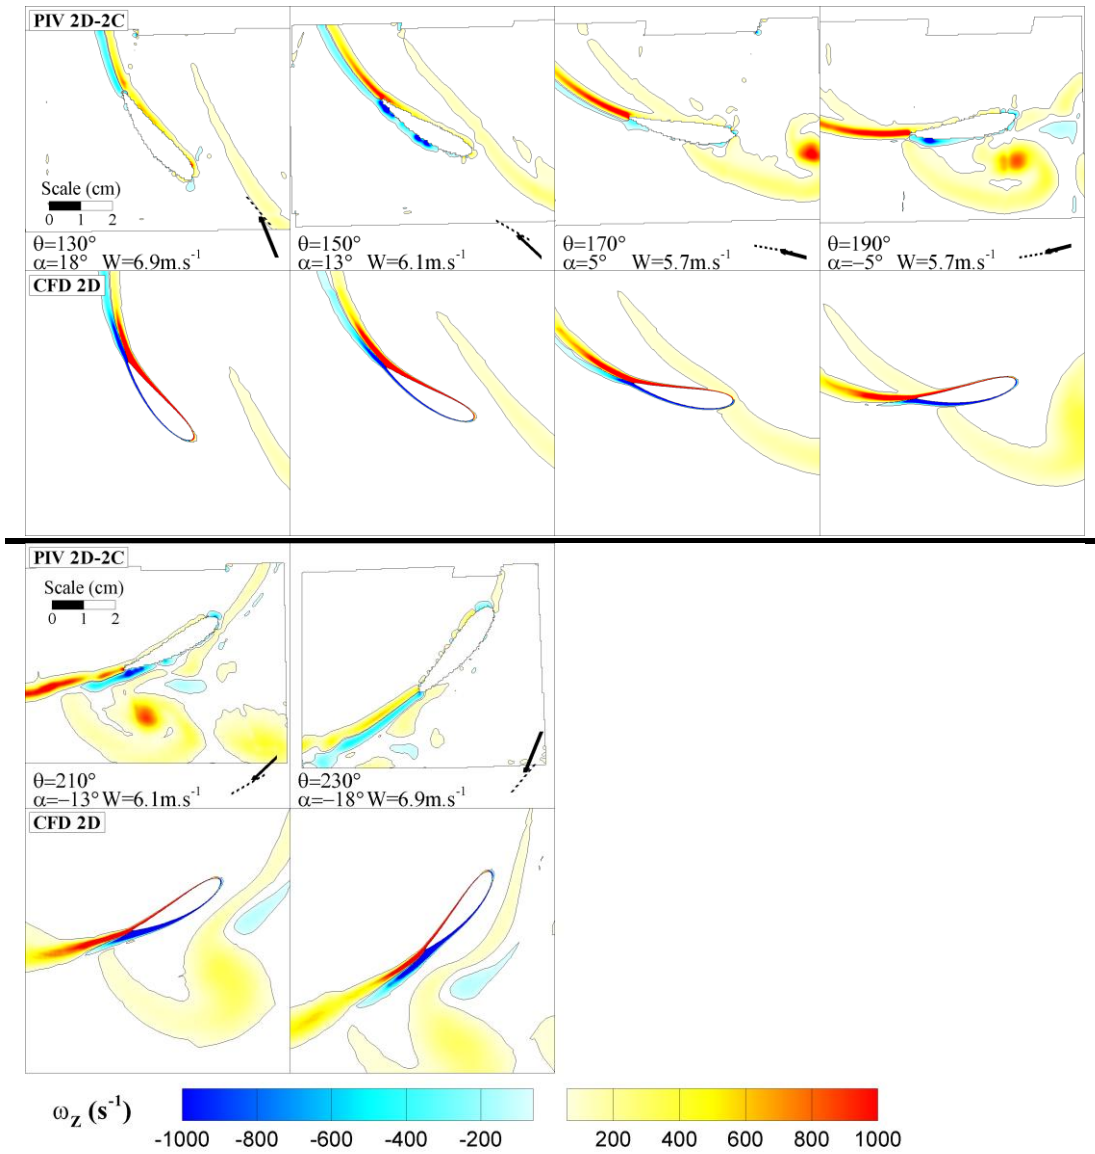 PIV 2D-2C
Scale (cm)
0 1 2
θ=130°
α=18° W=6.9m.s⁻¹
θ=150°
α=13° W=6.1m.s⁻¹
θ=170°
α=5° W=5.7m.s⁻¹
θ=190°
α=−5° W=5.7m.s⁻¹
CFD 2D
PIV 2D-2C
Scale (cm)
0 1 2
θ=210°
α=−13° W=6.1m.s⁻¹
θ=230°
α=−18° W=6.9m.s⁻¹
CFD 2D
ω_z (s⁻¹)
-1000 -800 -600 -400 -200 200 400 600 800 1000